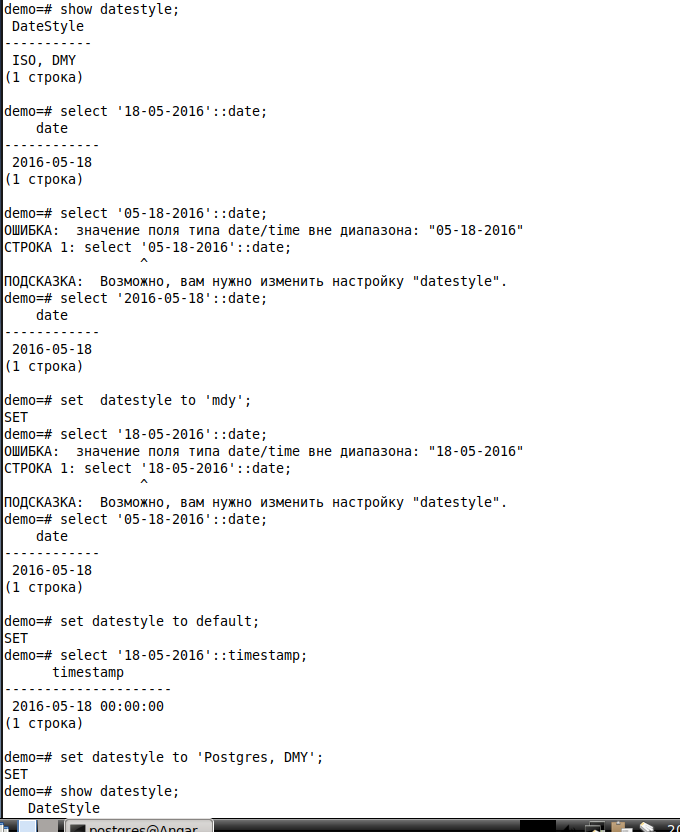 demo=# show datestyle;
 DateStyle
-----------
 ISO, DMY
(1 строка)

demo=# select '18-05-2016'::date;
    date
------------
 2016-05-18
(1 строка)

demo=# select '05-18-2016'::date;
ОШИБКА:  значение поля типа date/time вне диапазона: "05-18-2016"
СТРОКА 1: select '05-18-2016'::date;
                 ^
ПОДСКАЗКА:  Возможно, вам нужно изменить настройку "datestyle".
demo=# select '2016-05-18'::date;
    date
------------
 2016-05-18
(1 строка)

demo=# set  datestyle to 'mdy';
SET
demo=# select '18-05-2016'::date;
ОШИБКА:  значение поля типа date/time вне диапазона: "18-05-2016"
СТРОКА 1: select '18-05-2016'::date;
                 ^
ПОДСКАЗКА:  Возможно, вам нужно изменить настройку "datestyle".
demo=# select '05-18-2016'::date;
    date
------------
 2016-05-18
(1 строка)

demo=# set datestyle to default;
SET
demo=# select '18-05-2016'::timestamp;
      timestamp
---------------------
 2016-05-18 00:00:00
(1 строка)

demo=# set datestyle to 'Postgres, DMY';
SET
demo=# show datestyle;
   DateStyle
postgres@Angar